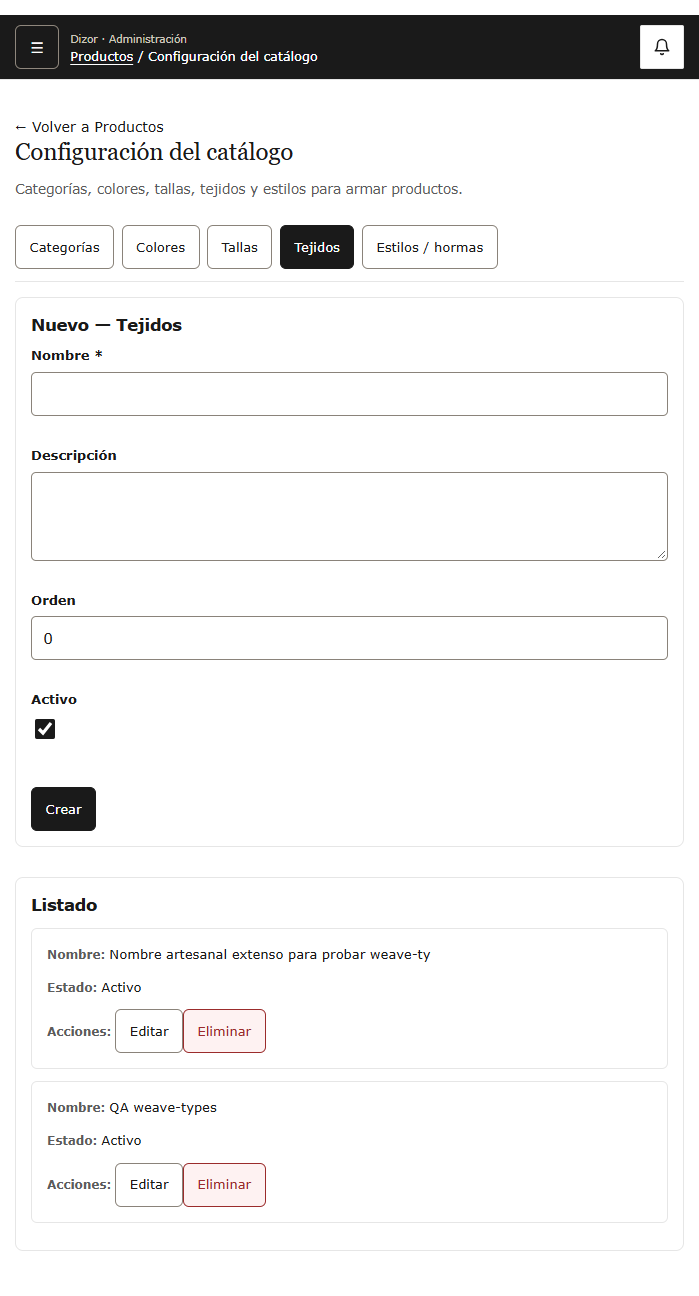 ☰
Dizor · Administración
Productos / Configuración del catálogo
← Volver a Productos
Configuración del catálogo
Categorías, colores, tallas, tejidos y estilos para armar productos.
Categorías Colores Tallas Tejidos Estilos / hormas
Nuevo — Tejidos
Nombre *
Descripción
Orden
0
Activo
Crear
Listado
Nombre: Nombre artesanal extenso para probar weave-ty
Estado: Activo
Acciones: Editar Eliminar
Nombre: QA weave-types
Estado: Activo
Acciones: Editar Eliminar